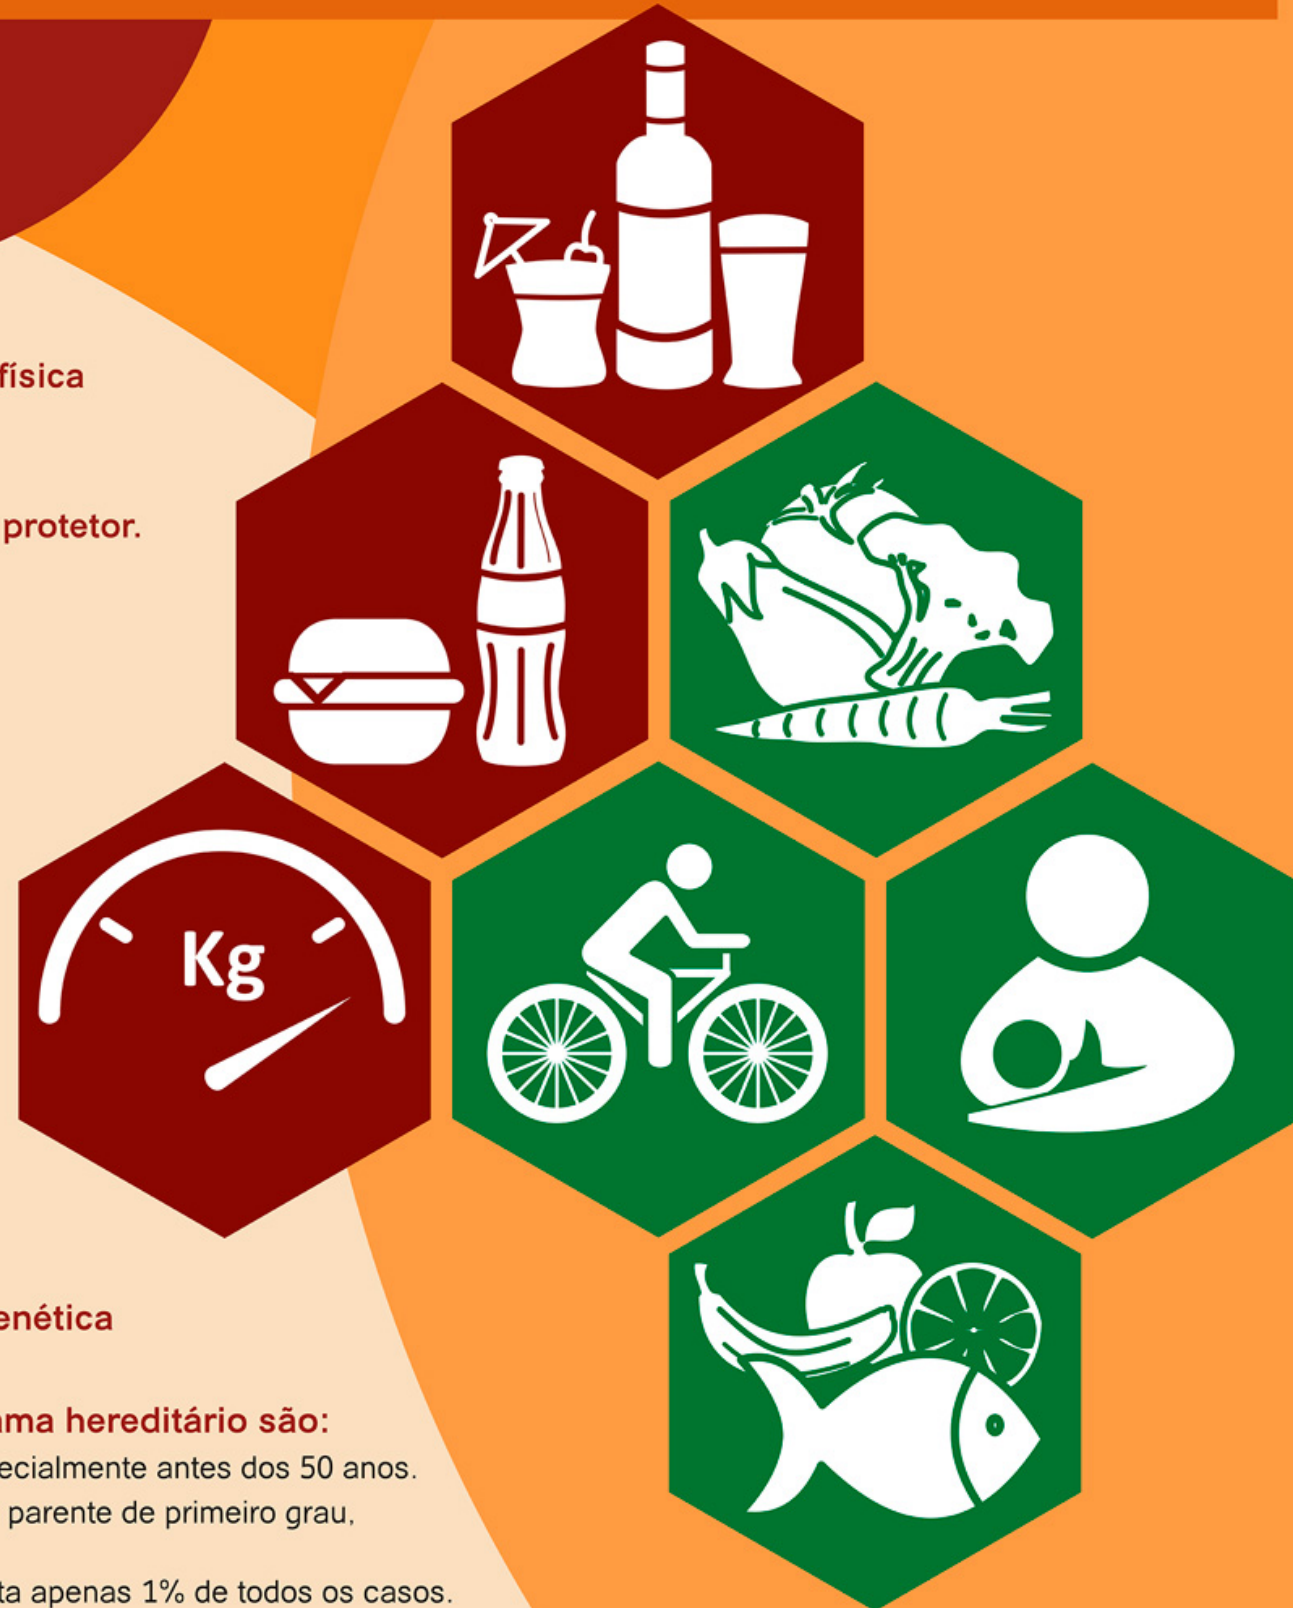 física
protetor.
Kg
enética
ama hereditário são:
ecialmente antes dos 50 anos.
parente de primeiro grau,
ta apenas 1% de todos os casos.